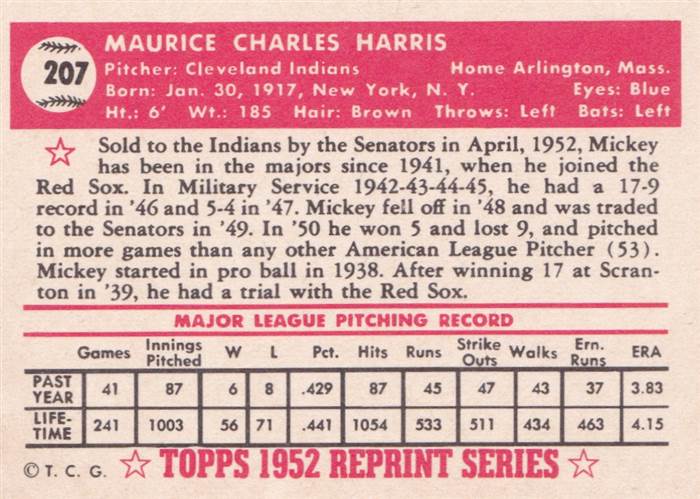 207
MAURICE CHARLES HARRIS
Pitcher: Cleveland Indians Home Arlington, Mass.
Born: Jan. 30, 1917, New York, N. Y. Eyes: Blue
Ht.: 6' Wt.: 185 Hair: Brown Throws: Left Bats: Left
Sold to the Indians by the Senators in April, 1952, Mickey
has been in the majors since 1941, when he joined the
Red Sox. In Military Service 1942-43-44-45, he had a 17-9
record in '46 and 5-4 in '47. Mickey fell off in '48 and was traded
to the Senators in '49. In '50 he won 5 and lost 9, and pitched
in more games than any other American League Pitcher (53).
Mickey started in pro ball in 1938. After winning 17 at Scran-
ton in '39, he had a trial with the Red Sox.
MAJOR LEAGUE PITCHING RECORD
Games Innings Pitched W L Pct. Hits Runs Strike Outs Walks Ern. Runs ERA
PAST YEAR 41 87 6 8 .429 87 45 47 43 37 3.83
LIFE-TIME 241 1003 56 71 .441 1054 533 511 434 463 4.15
© T. C. G. TOPPS 1952 REPRINT SERIES